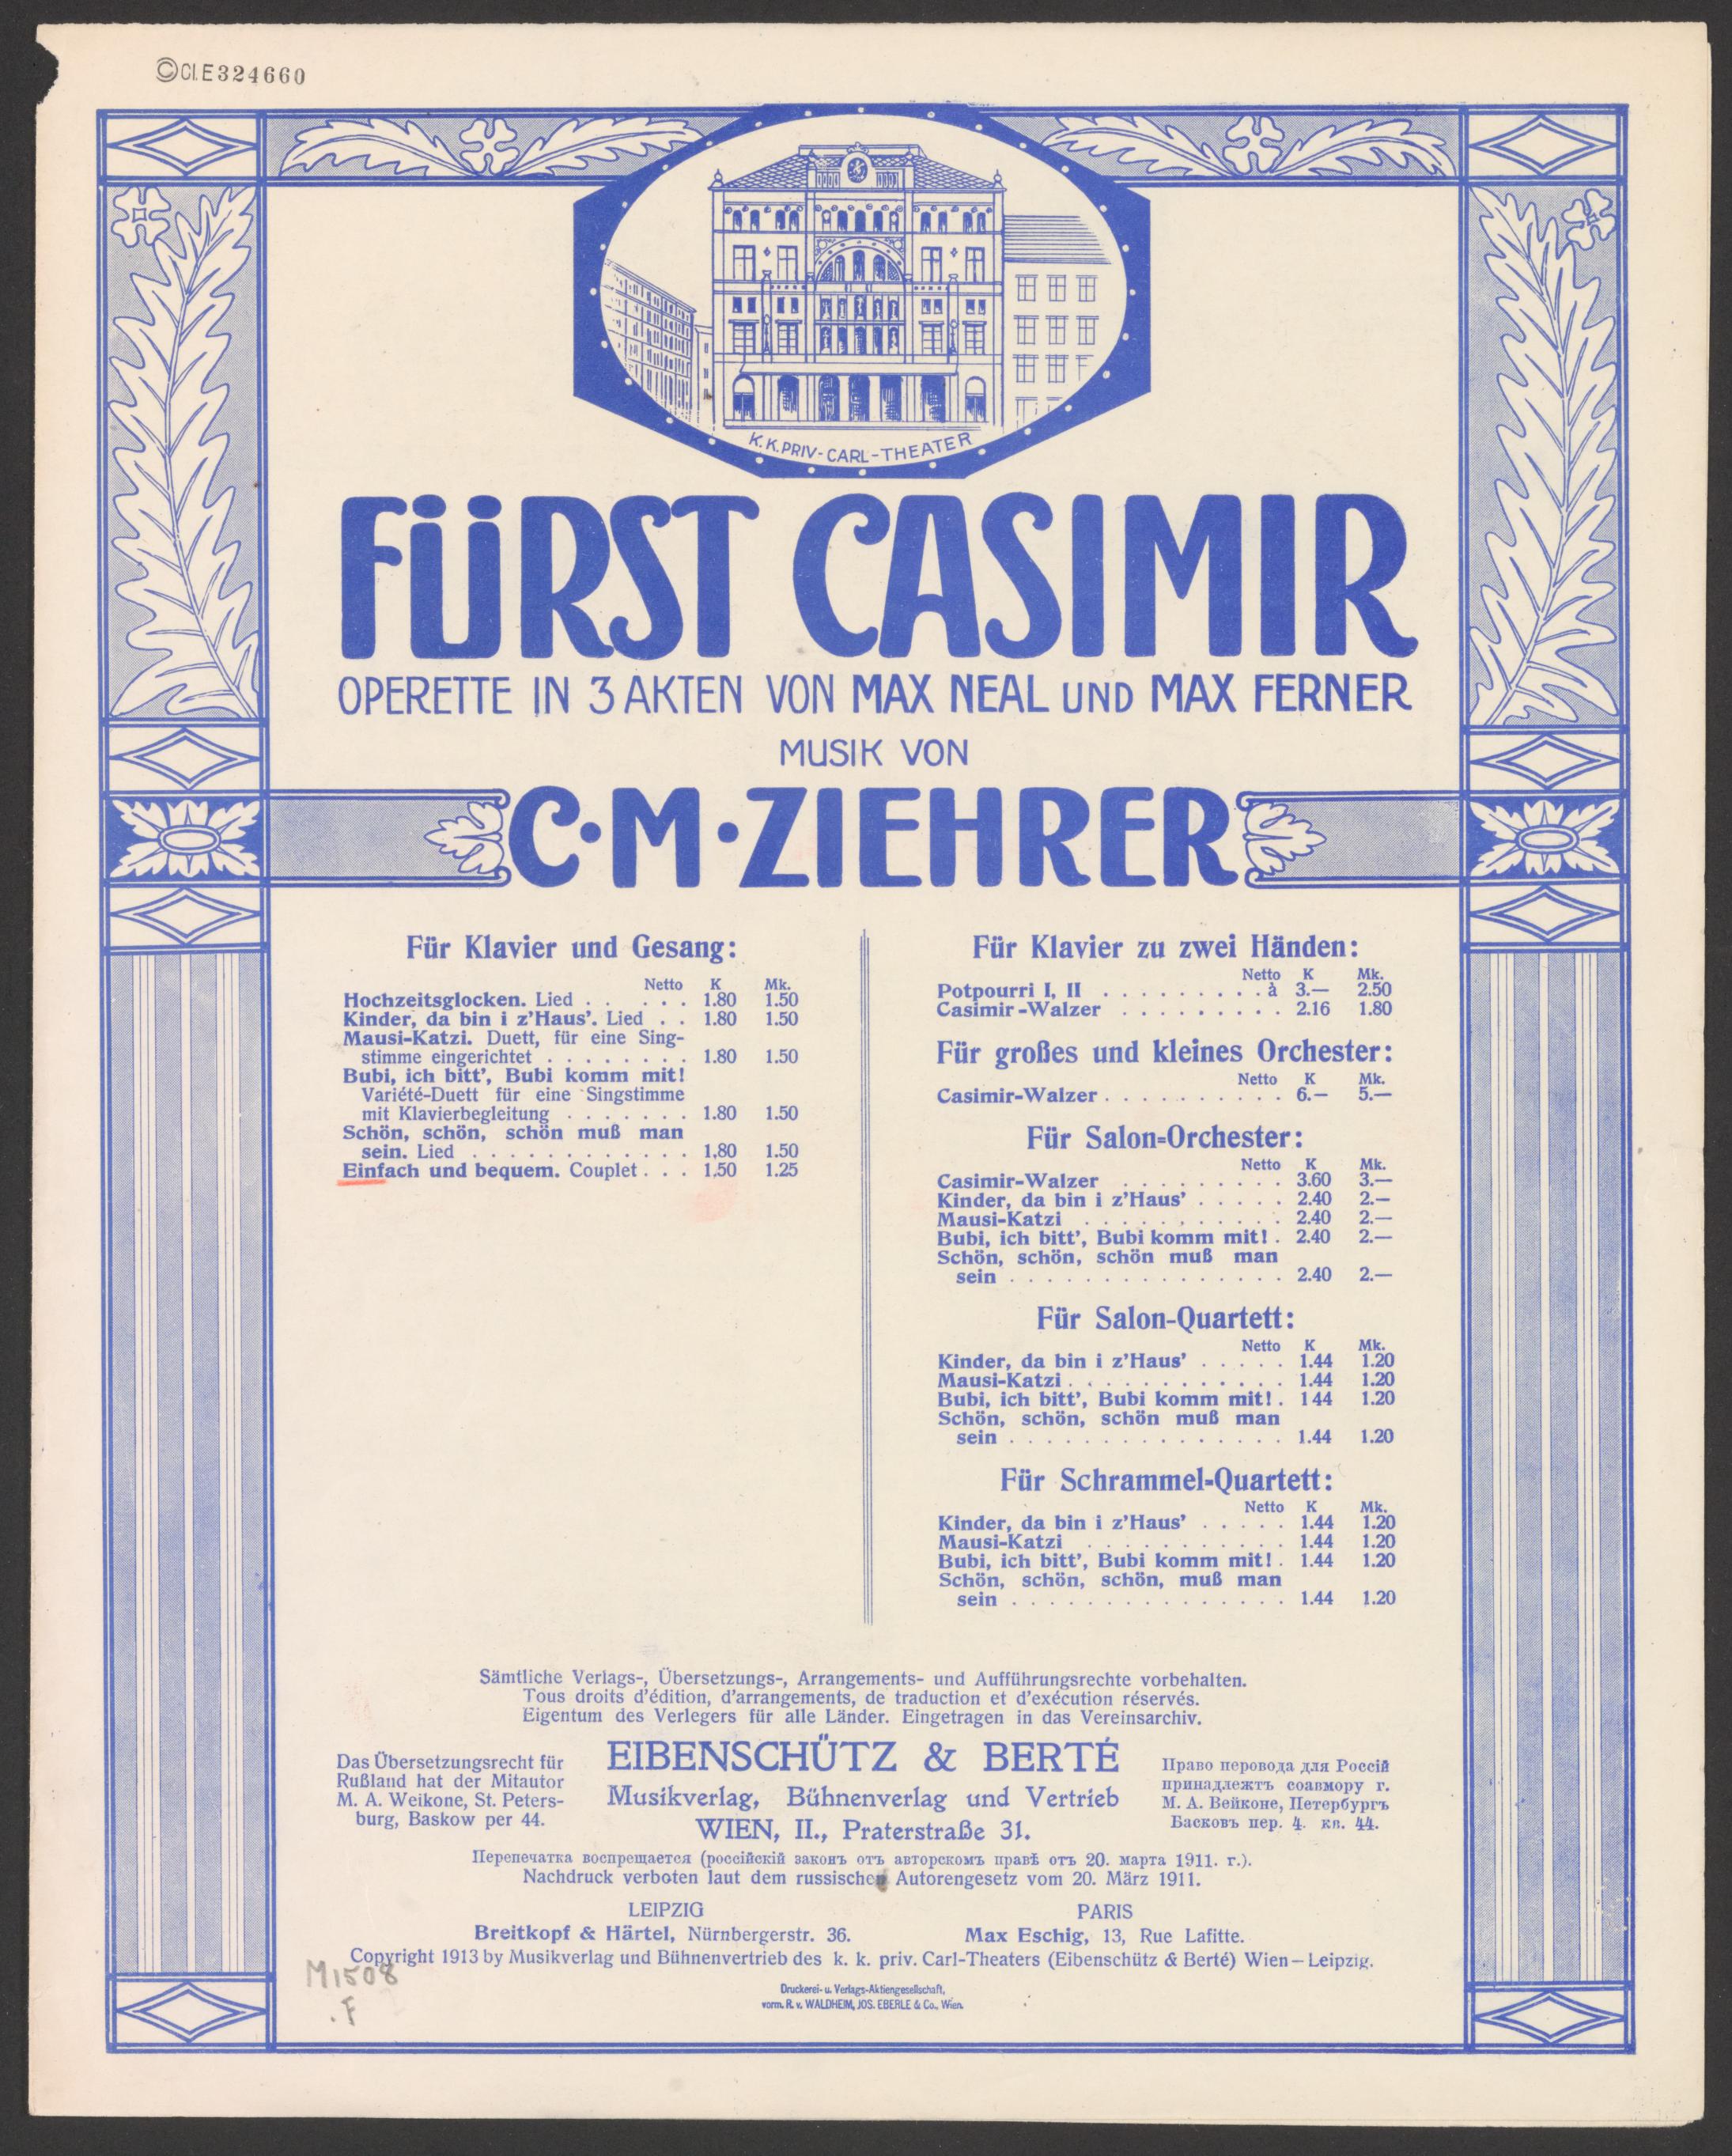 ©Cl.E324660
K.K.PRIV-CARL-THEATER
FÜRST CASIMIR
OPERETTE IN 3 AKTEN VON MAX NEAL UND MAX FERNER
MUSIK VON
C·M·ZIEHRER
Für Klavier und Gesang:
Netto K Mk.
Hochzeitsglocken. Lied . . . . . 1.80 1.50
Kinder, da bin i z'Haus'. Lied . . 1.80 1.50
Mausi-Katzi. Duett, für eine Sing-
stimme eingerichtet . . . . . . . . 1.80 1.50
Bubi, ich bitt', Bubi komm mit!
Variété-Duett für eine Singstimme
mit Klavierbegleitung . . . . . . . 1.80 1.50
Schön, schön, schön muß man
sein. Lied . . . . . . . . . . . . 1,80 1.50
Einfach und bequem. Couplet . . . 1,50 1.25
Für Klavier zu zwei Händen:
Netto K Mk.
Potpourri I, II . . . . . . . . . à 3.— 2.50
Casimir-Walzer . . . . . . . . . 2.16 1.80
Für großes und kleines Orchester:
Netto K Mk.
Casimir-Walzer . . . . . . . . . . 6.— 5.—
Für Salon-Orchester:
Netto K Mk.
Casimir-Walzer . . . . . . . . . 3.60 3.—
Kinder, da bin i z'Haus' . . . . . 2.40 2.—
Mausi-Katzi . . . . . . . . . . . 2.40 2.—
Bubi, ich bitt', Bubi komm mit! . 2.40 2.—
Schön, schön, schön muß man
sein . . . . . . . . . . . . . . . 2.40 2.—
Für Salon-Quartett:
Netto K Mk.
Kinder, da bin i z'Haus' . . . . . 1.44 1.20
Mausi-Katzi . . . . . . . . . . . . 1.44 1.20
Bubi, ich bitt', Bubi komm mit! . 1 44 1.20
Schön, schön, schön muß man
sein . . . . . . . . . . . . . . . 1.44 1.20
Für Schrammel-Quartett:
Netto K Mk.
Kinder, da bin i z'Haus' . . . . . 1.44 1.20
Mausi-Katzi . . . . . . . . . . . 1.44 1.20
Bubi, ich bitt', Bubi komm mit! . 1.44 1.20
Schön, schön, schön, muß man
sein . . . . . . . . . . . . . . . 1.44 1.20
Sämtliche Verlags-, Übersetzungs-, Arrangements- und Aufführungsrechte vorbehalten.
Tous droits d'édition, d'arrangements, de traduction et d'exécution réservés.
Eigentum des Verlegers für alle Länder. Eingetragen in das Vereinsarchiv.
Das Übersetzungsrecht für
Rußland hat der Mitautor
M. A. Weikone, St. Peters-
burg, Baskow per 44.
EIBENSCHÜTZ & BERTÉ
Musikverlag, Bühnenverlag und Vertrieb
WIEN, II., Praterstraße 31.
Право перовода для Россій
принадлежтъ соавмору г.
М. А. Вейконе, Петербургъ
Басковъ пер. 4. кв. 44.
Перепечатка воспрещается (россійскій законъ отъ авторскомъ правѣ отъ 20. марта 1911. г.).
Nachdruck verboten laut dem russischen Autorengesetz vom 20. März 1911.
LEIPZIG
Breitkopf & Härtel, Nürnbergerstr. 36.
PARIS
Max Eschig, 13, Rue Lafitte.
Copyright 1913 by Musikverlag und Bühnenvertrieb des k. k. priv. Carl-Theaters (Eibenschütz & Berté) Wien—Leipzig.
Druckerei- u. Verlags-Aktiengesellschaft,
vorm. R. v. WALDHEIM, JOS. EBERLE & Co., Wien.
M1508
.F